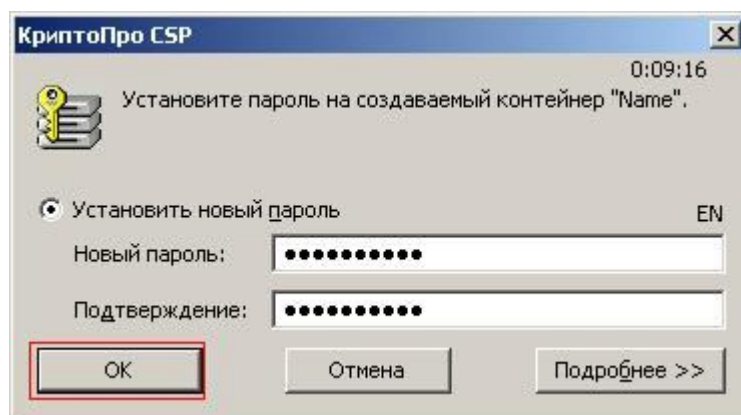 КриптоПро CSP
0:09:16
Установите пароль на создаваемый контейнер "Name".
Установить новый пароль
EN
Новый пароль: ●●●●●●●●●●
Подтверждение: ●●●●●●●●●●
ОК
Отмена
Подробнее >>